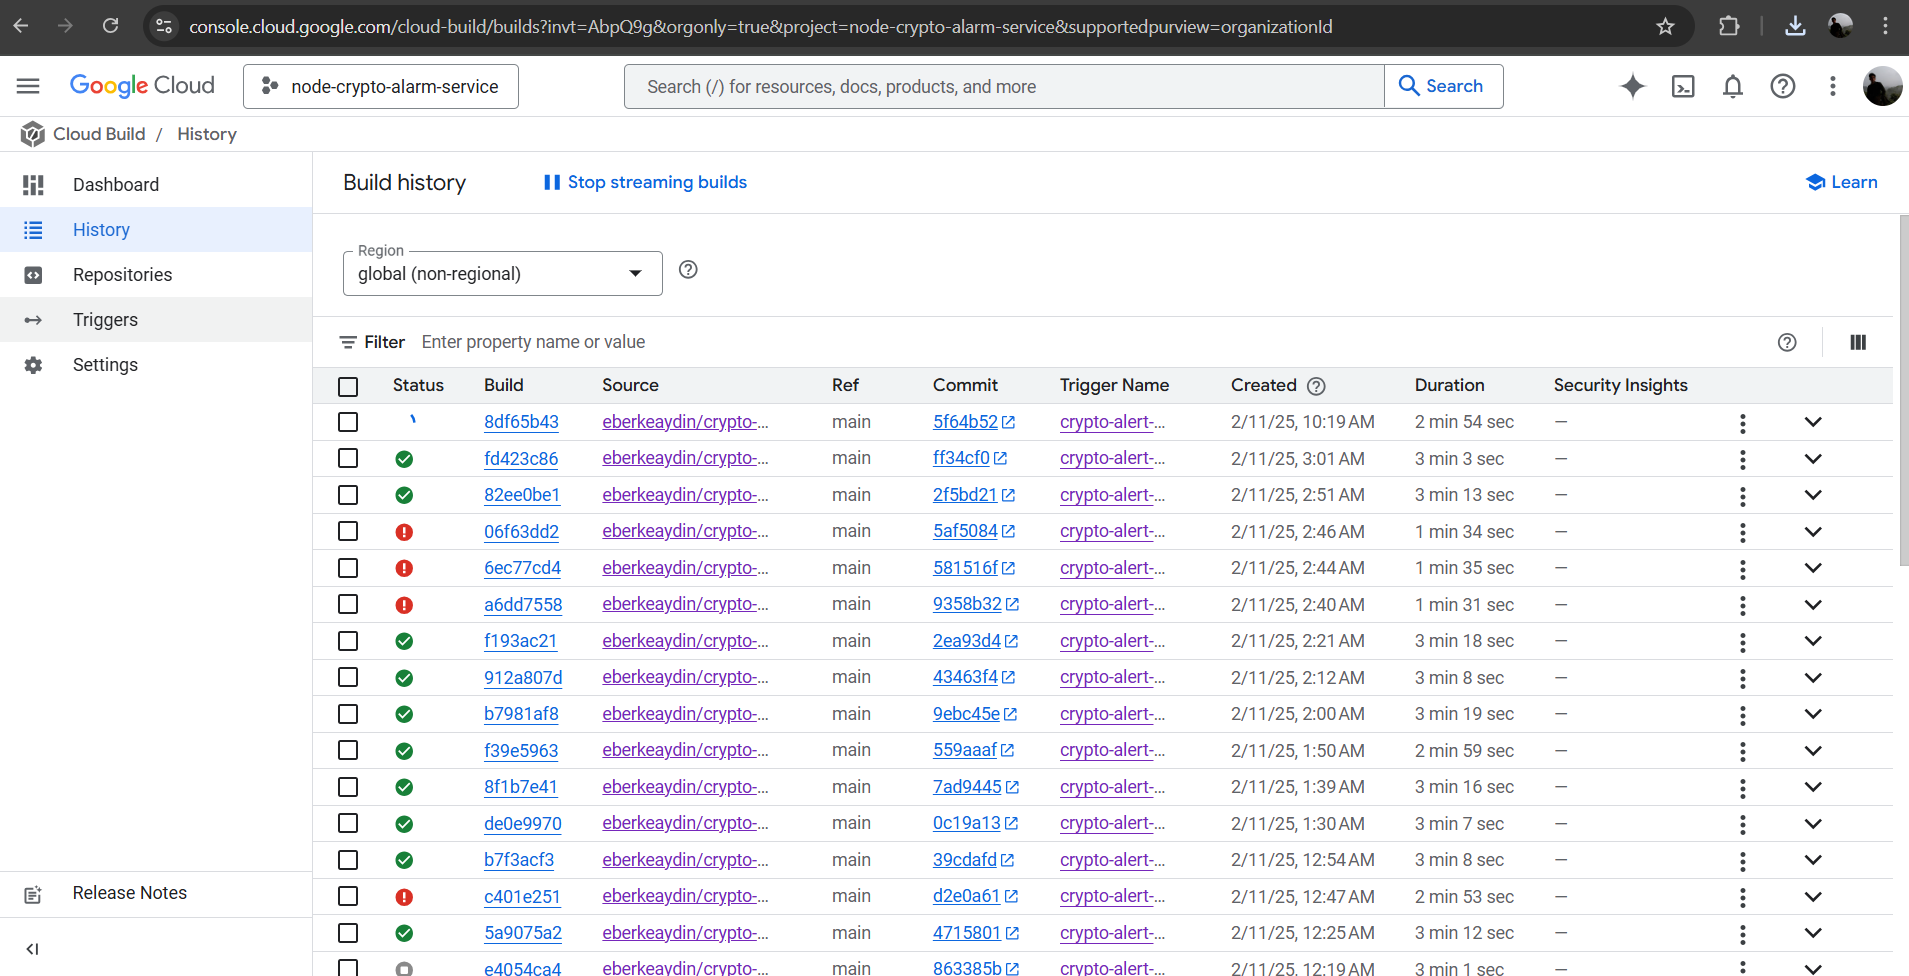 console.cloud.google.com/cloud-build/builds?invt=AbpQ9g&orgonly=true&project=node-crypto-alarm-service&supportedpurview=organizationId
Google Cloud node-crypto-alarm-service Search (/) for resources, docs, products, and more Search
Cloud Build / History
Dashboard
History
Repositories
Triggers
Settings
Release Notes
Build history Stop streaming builds Learn
Region
global (non-regional)
Filter Enter property name or value
Status Build Source Ref Commit Trigger Name Created Duration Security Insights
8df65b43 eberkeaydin/crypto-... main 5f64b52 crypto-alert-... 2/11/25, 10:19 AM 2 min 54 sec —
fd423c86 eberkeaydin/crypto-... main ff34cf0 crypto-alert-... 2/11/25, 3:01 AM 3 min 3 sec —
82ee0be1 eberkeaydin/crypto-... main 2f5bd21 crypto-alert-... 2/11/25, 2:51 AM 3 min 13 sec —
06f63dd2 eberkeaydin/crypto-... main 5af5084 crypto-alert-... 2/11/25, 2:46 AM 1 min 34 sec —
6ec77cd4 eberkeaydin/crypto-... main 581516f crypto-alert-... 2/11/25, 2:44 AM 1 min 35 sec —
a6dd7558 eberkeaydin/crypto-... main 9358b32 crypto-alert-... 2/11/25, 2:40 AM 1 min 31 sec —
f193ac21 eberkeaydin/crypto-... main 2ea93d4 crypto-alert-... 2/11/25, 2:21 AM 3 min 18 sec —
912a807d eberkeaydin/crypto-... main 43463f4 crypto-alert-... 2/11/25, 2:12 AM 3 min 8 sec —
b7981af8 eberkeaydin/crypto-... main 9ebc45e crypto-alert-... 2/11/25, 2:00 AM 3 min 19 sec —
f39e5963 eberkeaydin/crypto-... main 559aaaf crypto-alert-... 2/11/25, 1:50 AM 2 min 59 sec —
8f1b7e41 eberkeaydin/crypto-... main 7ad9445 crypto-alert-... 2/11/25, 1:39 AM 3 min 16 sec —
de0e9970 eberkeaydin/crypto-... main 0c19a13 crypto-alert-... 2/11/25, 1:30 AM 3 min 7 sec —
b7f3acf3 eberkeaydin/crypto-... main 39cdafd crypto-alert-... 2/11/25, 12:54 AM 3 min 8 sec —
c401e251 eberkeaydin/crypto-... main d2e0a61 crypto-alert-... 2/11/25, 12:47 AM 2 min 53 sec —
5a9075a2 eberkeaydin/crypto-... main 4715801 crypto-alert-... 2/11/25, 12:25 AM 3 min 12 sec —
e4054ca4 eberkeaydin/crypto-... main 863385b crypto-alert-... 2/11/25, 12:19 AM 3 min 1 sec —